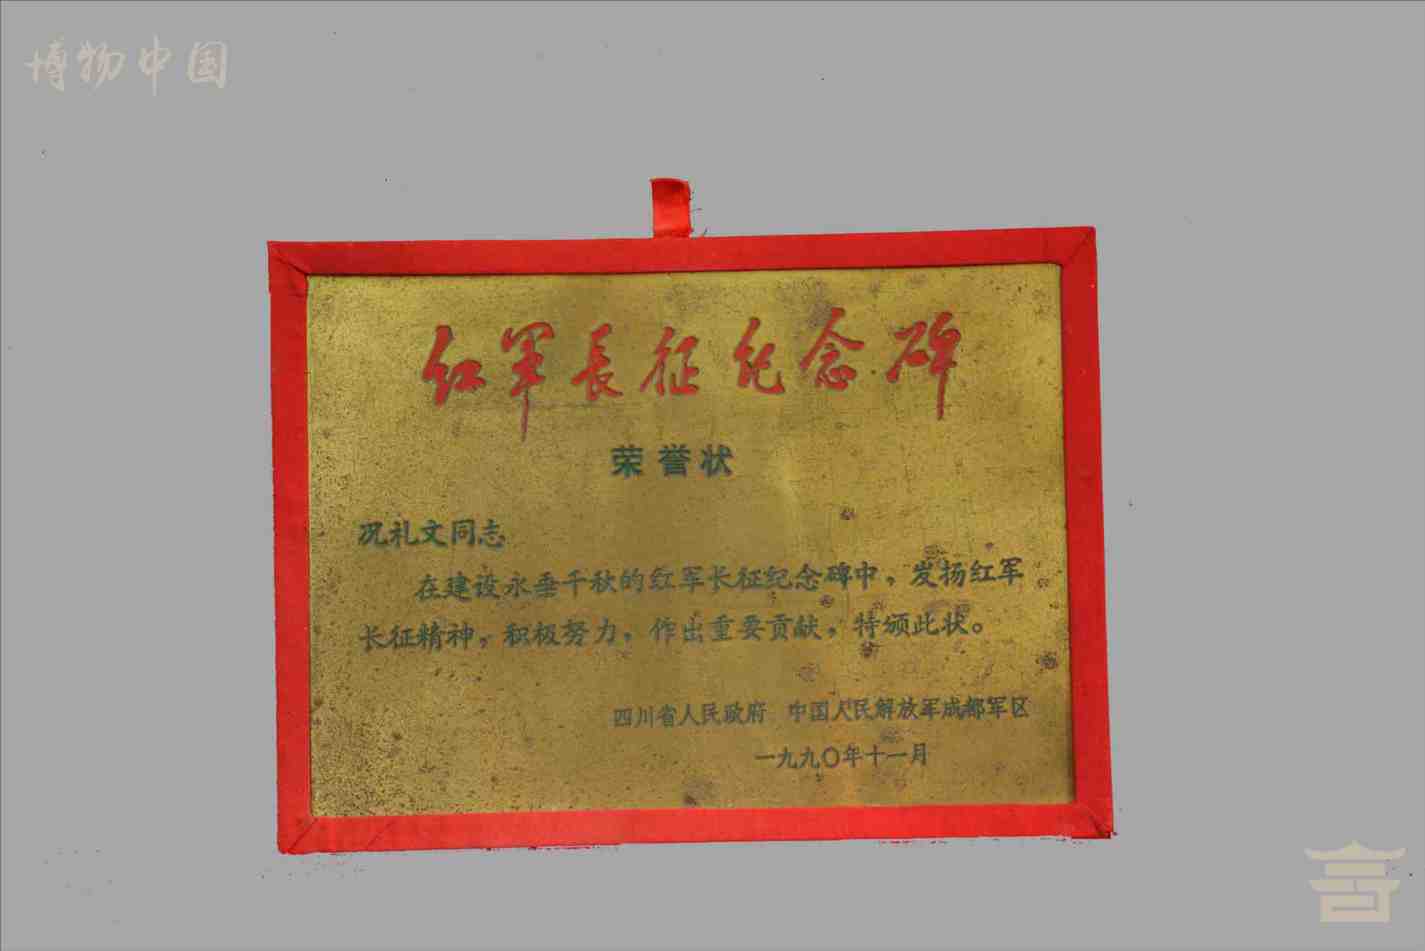 博物中国
红军長征纪念碑
荣誉状
况礼文同志
在建设永垂千秋的红军长征纪念碑中，发扬红军
长征精神，积极努力，作出重要贡献，特颁此状。
四川省人民政府 中国人民解放军成都军区
一九九〇年十一月